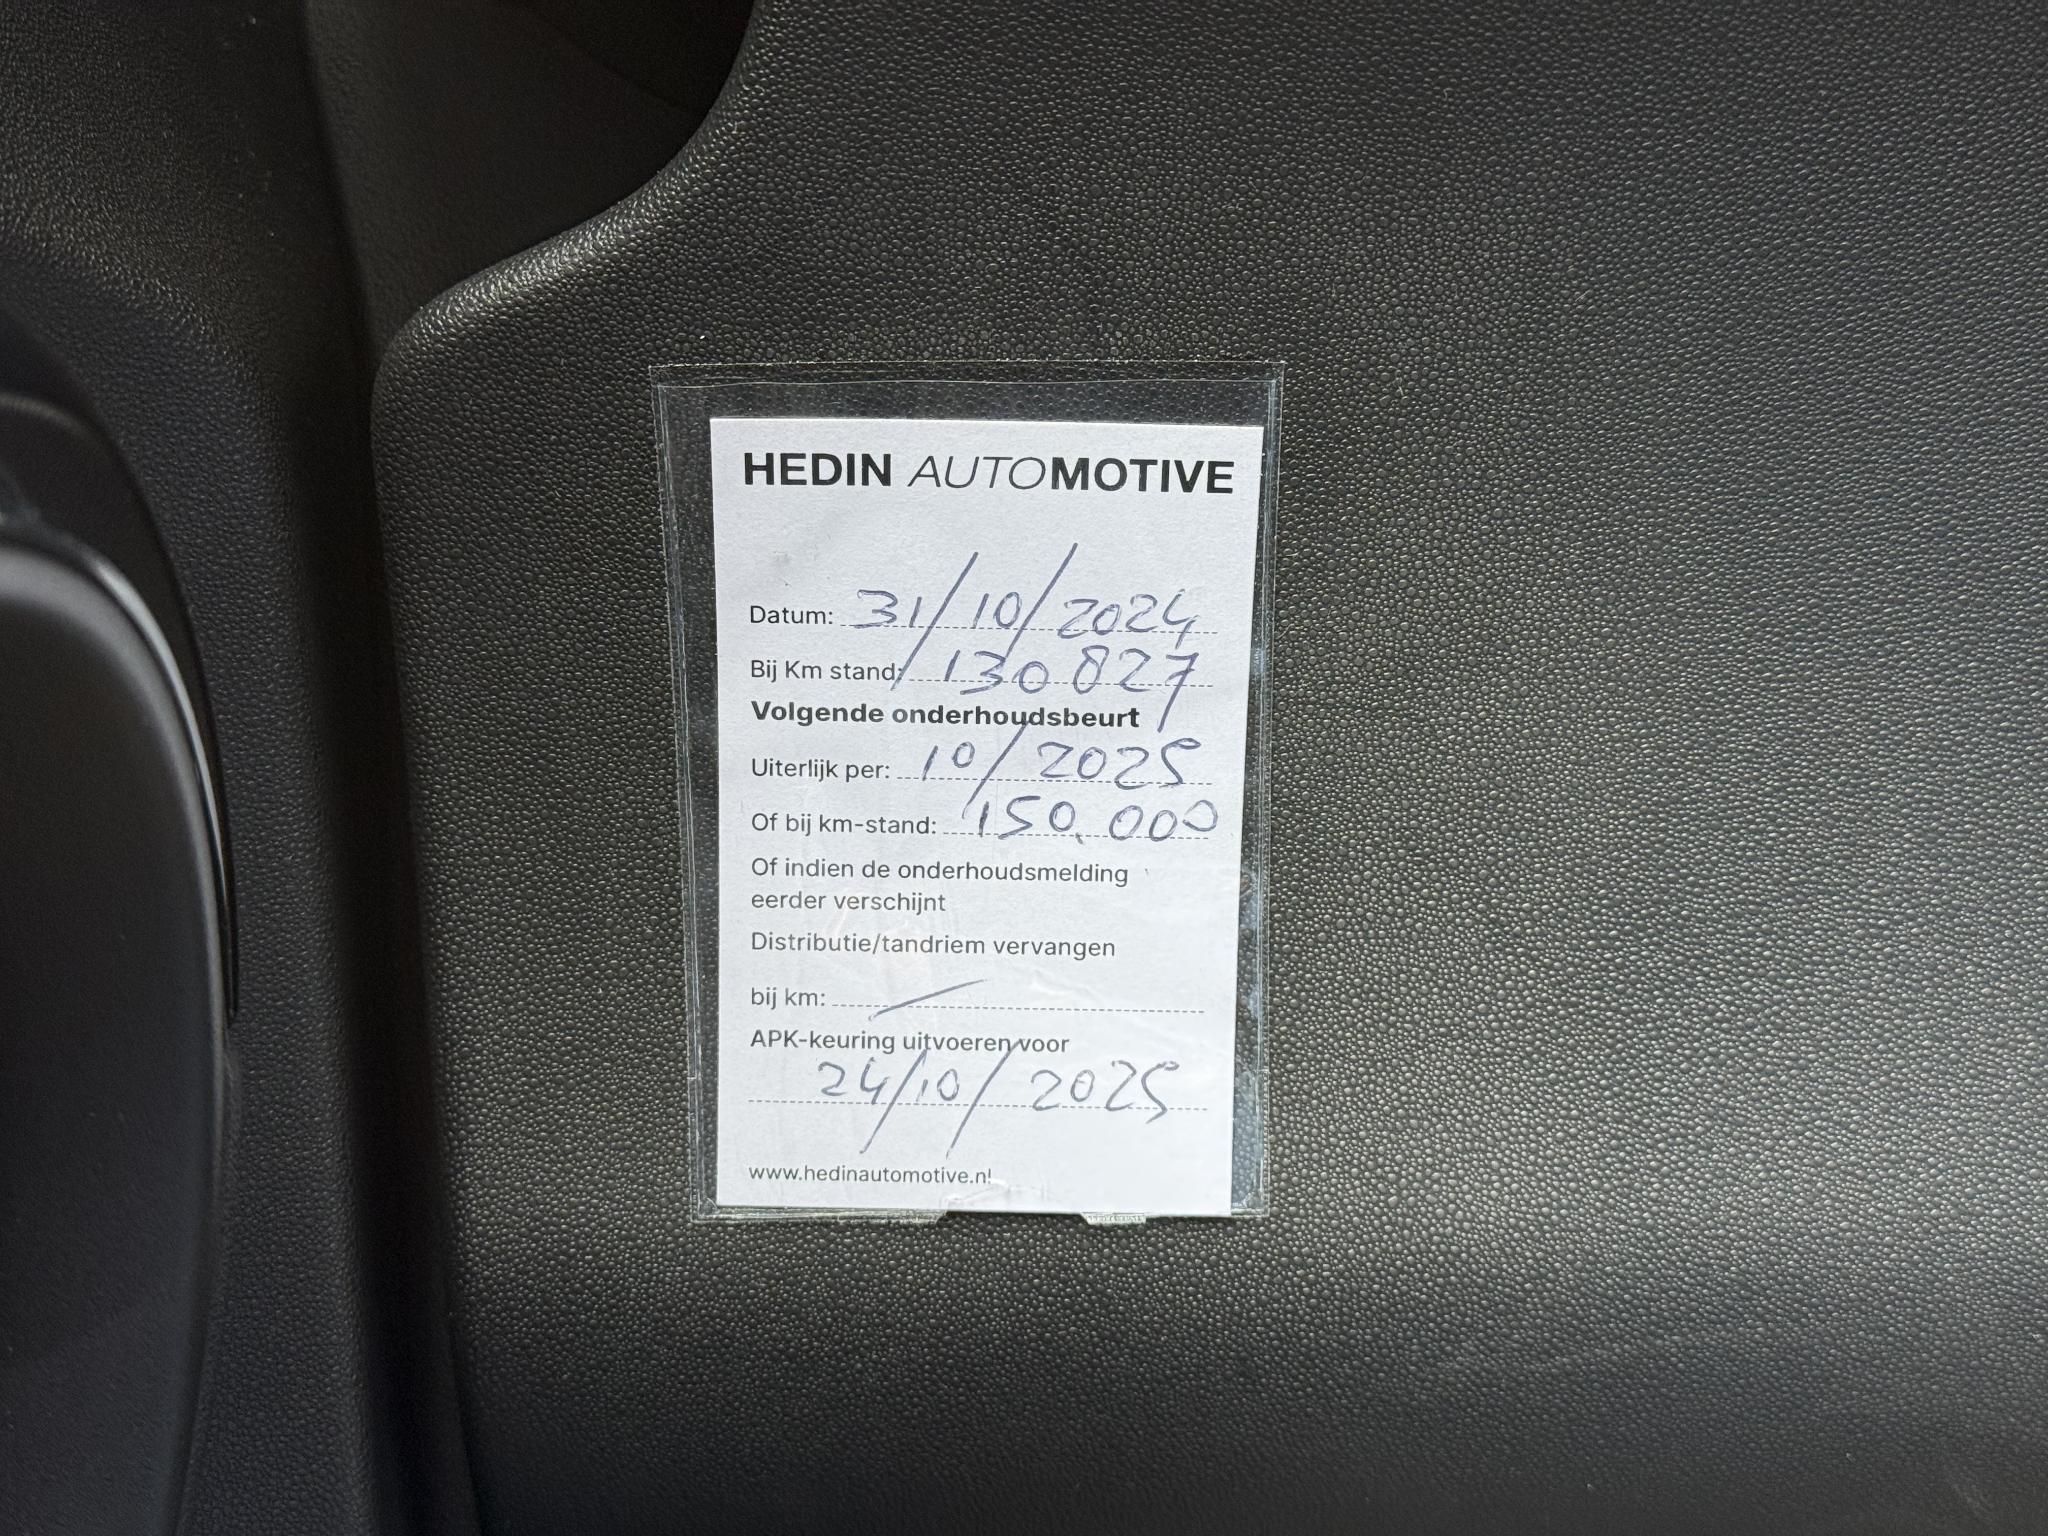 HEDIN AUTOMOTIVE
Datum: 31/10/2024
Bij Km stand: 130827
Volgende onderhoudsbeurt
Uiterlijk per: 10/2025
Of bij km-stand: 150.000
Of indien de onderhoudsmelding
eerder verschijnt
Distributie/tandriem vervangen
bij km: /
APK-keuring uitvoeren voor
24/10/2025
www.hedinautomotive.nl